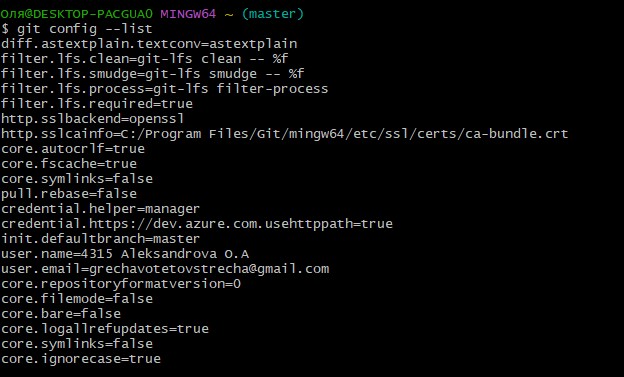 Оля@DESKTOP-PACGUA0 MINGW64 ~ (master)
$ git config --list
diff.astextplain.textconv=astextplain
filter.lfs.clean=git-lfs clean -- %f
filter.lfs.smudge=git-lfs smudge -- %f
filter.lfs.process=git-lfs filter-process
filter.lfs.required=true
http.sslbackend=openssl
http.sslcainfo=C:/Program Files/Git/mingw64/etc/ssl/certs/ca-bundle.crt
core.autocrlf=true
core.fscache=true
core.symlinks=false
pull.rebase=false
credential.helper=manager
credential.https://dev.azure.com.usehttppath=true
init.defaultbranch=master
user.name=4315 Aleksandrova O.A
user.email=grechavotetovstrecha@gmail.com
core.repositoryformatversion=0
core.filemode=false
core.bare=false
core.logallrefupdates=true
core.symlinks=false
core.ignorecase=true